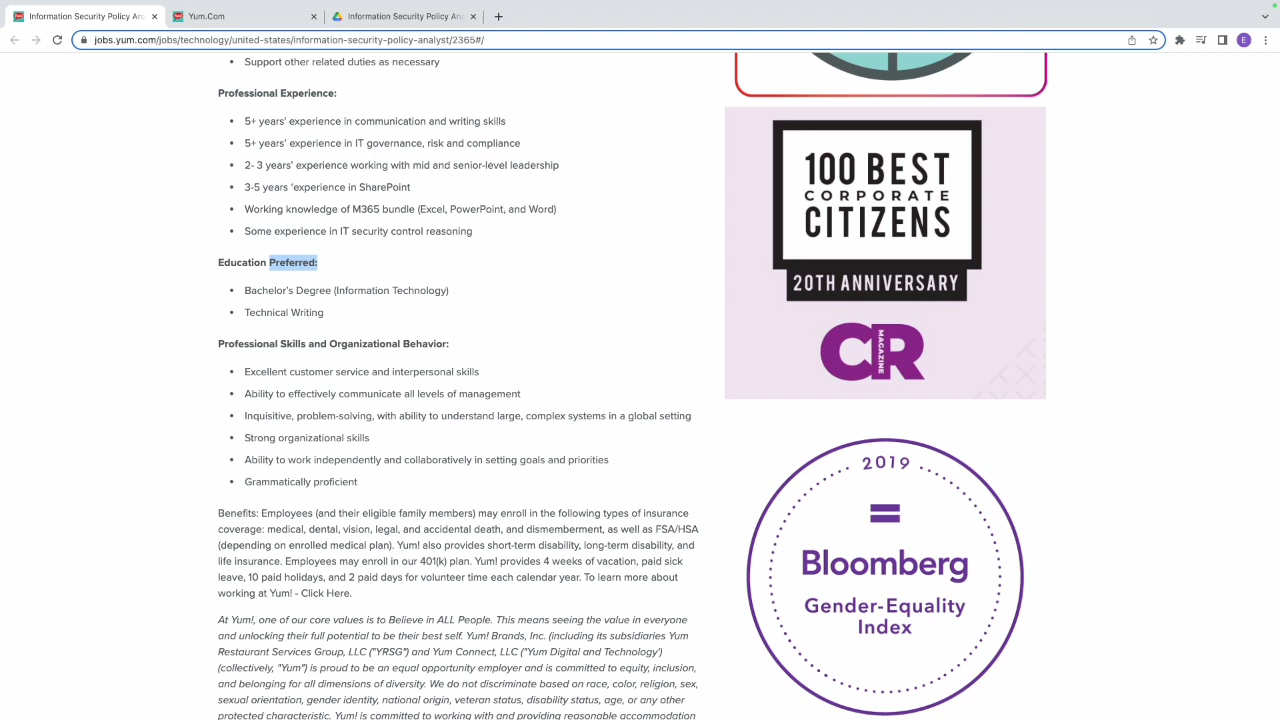 Information Security Policy An
Yum.Com
Information Security Policy Ana
jobs.yum.com/jobs/technology/united-states/information-security-policy-analyst/2365#/
E
• Support other related duties as necessary
Professional Experience:
• 5+ years' experience in communication and writing skills
• 5+ years' experience in IT governance, risk and compliance
• 2- 3 years' experience working with mid and senior-level leadership
• 3-5 years 'experience in SharePoint
• Working knowledge of M365 bundle (Excel, PowerPoint, and Word)
• Some experience in IT security control reasoning
Education Preferred:
• Bachelor's Degree (Information Technology)
• Technical Writing
Professional Skills and Organizational Behavior:
• Excellent customer service and interpersonal skills
• Ability to effectively communicate all levels of management
• Inquisitive, problem-solving, with ability to understand large, complex systems in a global setting
• Strong organizational skills
• Ability to work independently and collaboratively in setting goals and priorities
• Grammatically proficient
Benefits: Employees (and their eligible family members) may enroll in the following types of insurance
coverage: medical, dental, vision, legal, and accidental death, and dismemberment, as well as FSA/HSA
(depending on enrolled medical plan). Yum! also provides short-term disability, long-term disability, and
life insurance. Employees may enroll in our 401(k) plan. Yum! provides 4 weeks of vacation, paid sick
leave, 10 paid holidays, and 2 paid days for volunteer time each calendar year. To learn more about
working at Yum! - Click Here.
At Yum!, one of our core values is to Believe in ALL People. This means seeing the value in everyone
and unlocking their full potential to be their best self. Yum! Brands, Inc. (including its subsidiaries Yum
Restaurant Services Group, LLC ("YRSG") and Yum Connect, LLC ("Yum Digital and Technology')
(collectively, "Yum") is proud to be an equal opportunity employer and is committed to equity, inclusion,
and belonging for all dimensions of diversity. We do not discriminate based on race, color, religion, sex,
sexual orientation, gender identity, national origin, veteran status, disability status, age, or any other
protected characteristic. Yum! is committed to working with and providing reasonable accommodation
100 BEST
CORPORATE
CITIZENS
20TH ANNIVERSARY
CR
MAGAZINE
2019
=
Bloomberg
Gender-Equality
Index